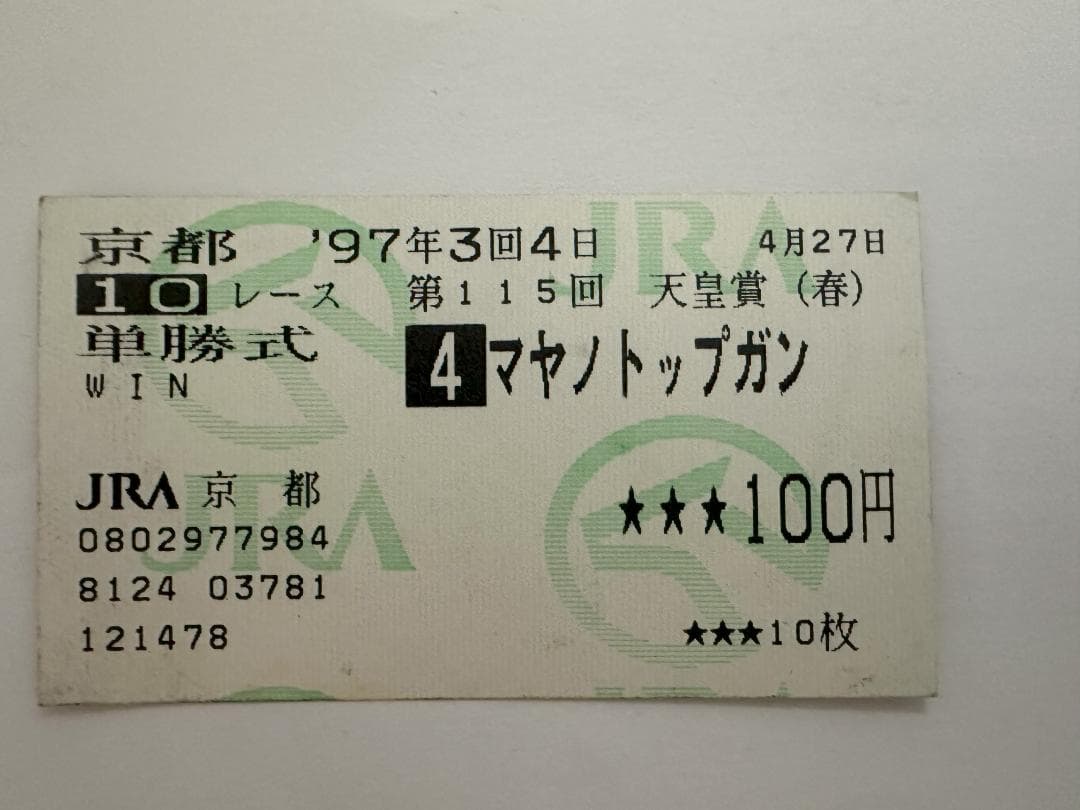 京都 '97年3回4日 4月27日
10 レース 第115回 天皇賞（春）
単勝式 4 マヤノトップガン
WIN
JRA 京都
★★★100円
0802977984
8124 03781
121478 ★★★10枚
JRA
JRA